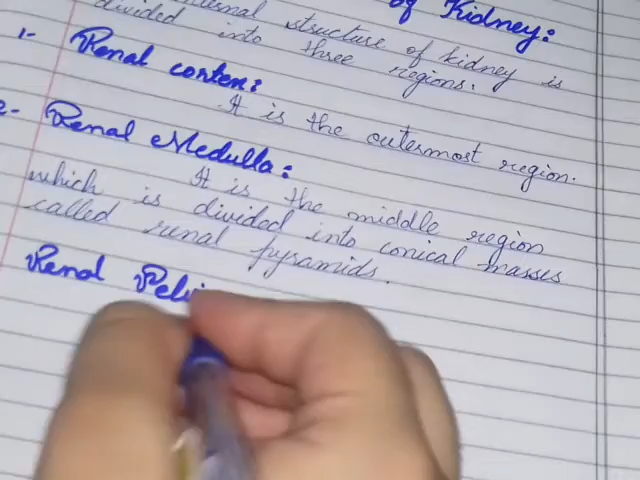 of Kidney:
internal structure of kidney is
divided into three regions.
1- Renal cortex:
It is the outermost region.
2- Renal Medulla:
It is the middle region
which is divided into conical masses
called renal pyramids.
Renal Pelvi